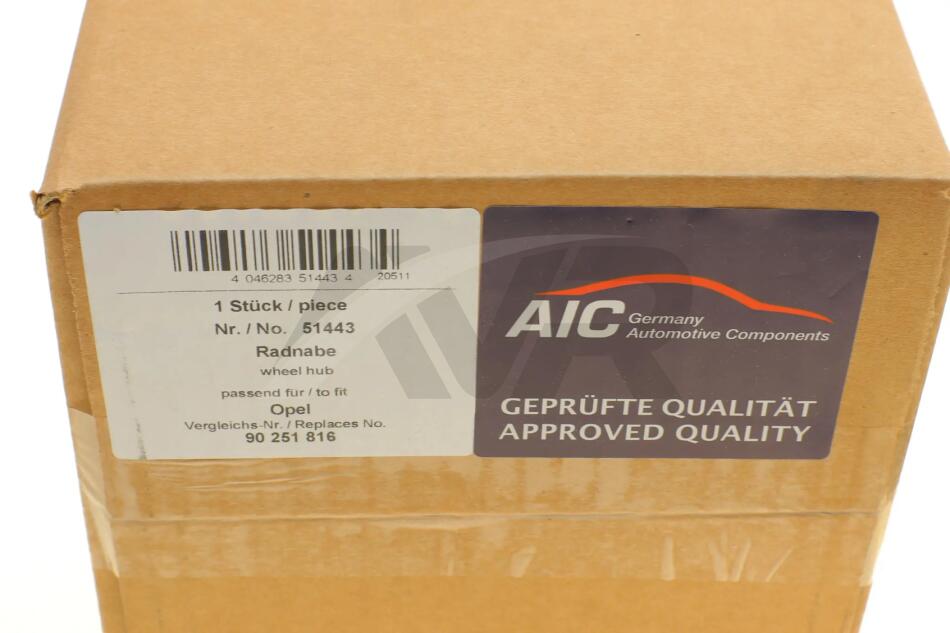 4 046283 51443 4 20511
1 Stück / piece
Nr. / No. 51443
Radnabe
wheel hub
passend für / to fit
Opel
Vergleichs-Nr. / Replaces No.
90 251 816
AIC Germany
Automotive Components
GEPRÜFTE QUALITÄT
APPROVED QUALITY